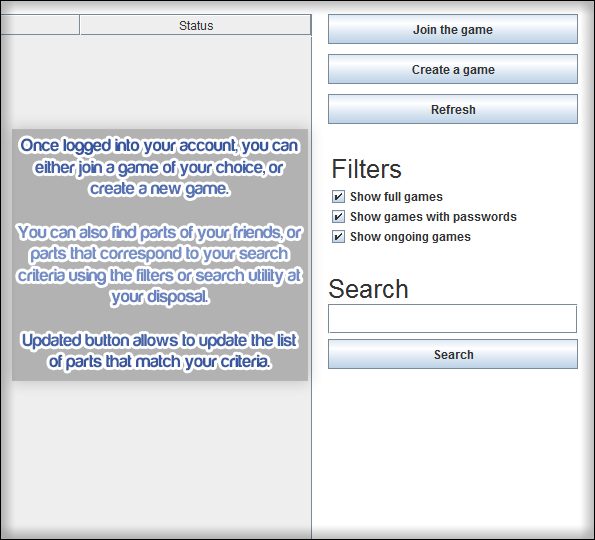 Status
Once logged into your account, you can
either join a game of your choice, or
create a new game.
You can also find parts of your friends, or
parts that correspond to your search
criteria using the filters or search utility at
your disposal.
Updated button allows to update the list
of parts that match your criteria.
Join the game
Create a game
Refresh
Filters
Show full games
Show games with passwords
Show ongoing games
Search
Search